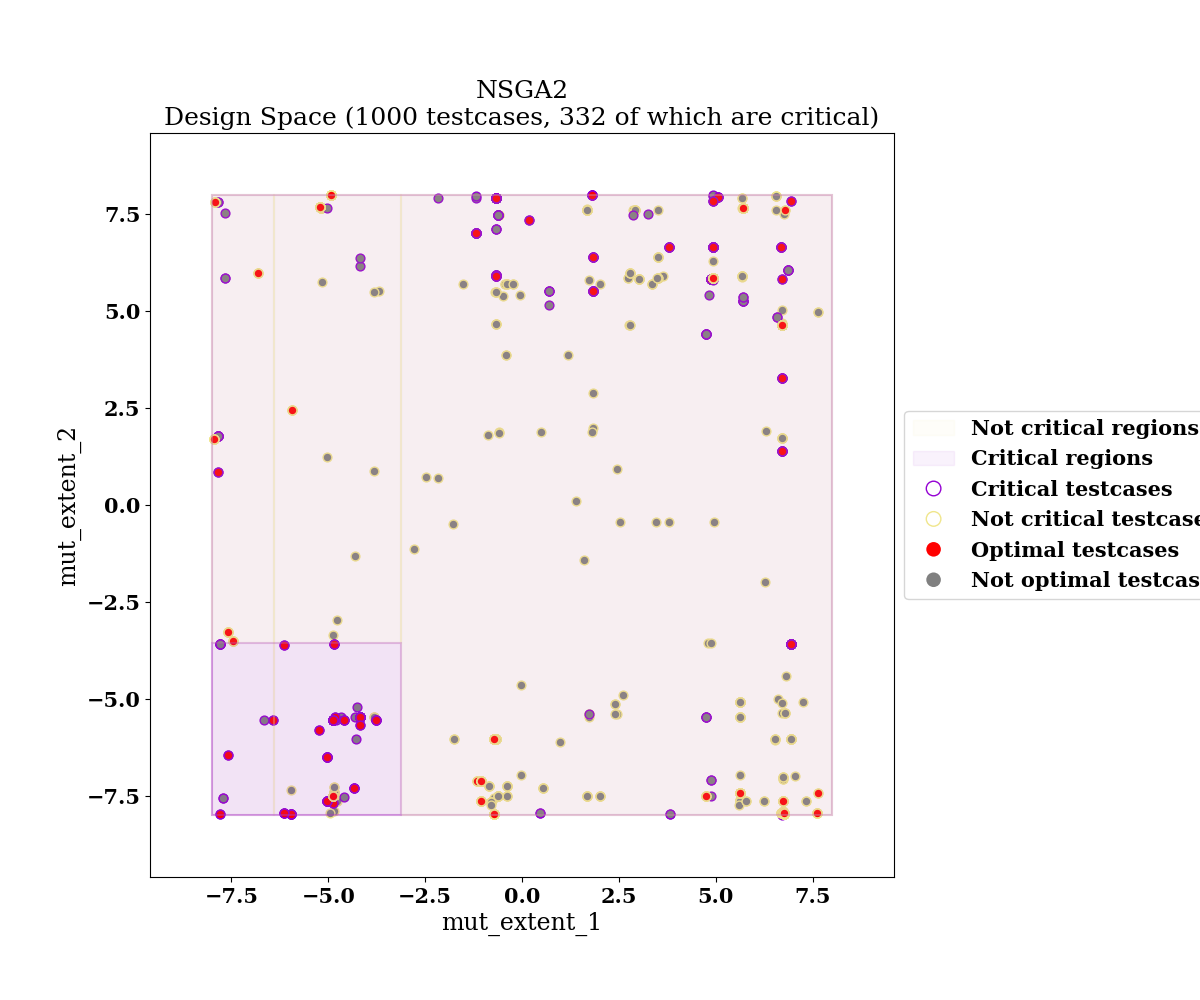 NSGA2
Design Space (1000 testcases, 332 of which are critical)
7.5
5.0
2.5
0.0
−2.5
−5.0
−7.5
mut_extent_2
−7.5
−5.0
−2.5
0.0
2.5
5.0
7.5
mut_extent_1
Not critical regions
Critical regions
Critical testcases
Not critical testcase
Optimal testcases
Not optimal testcas